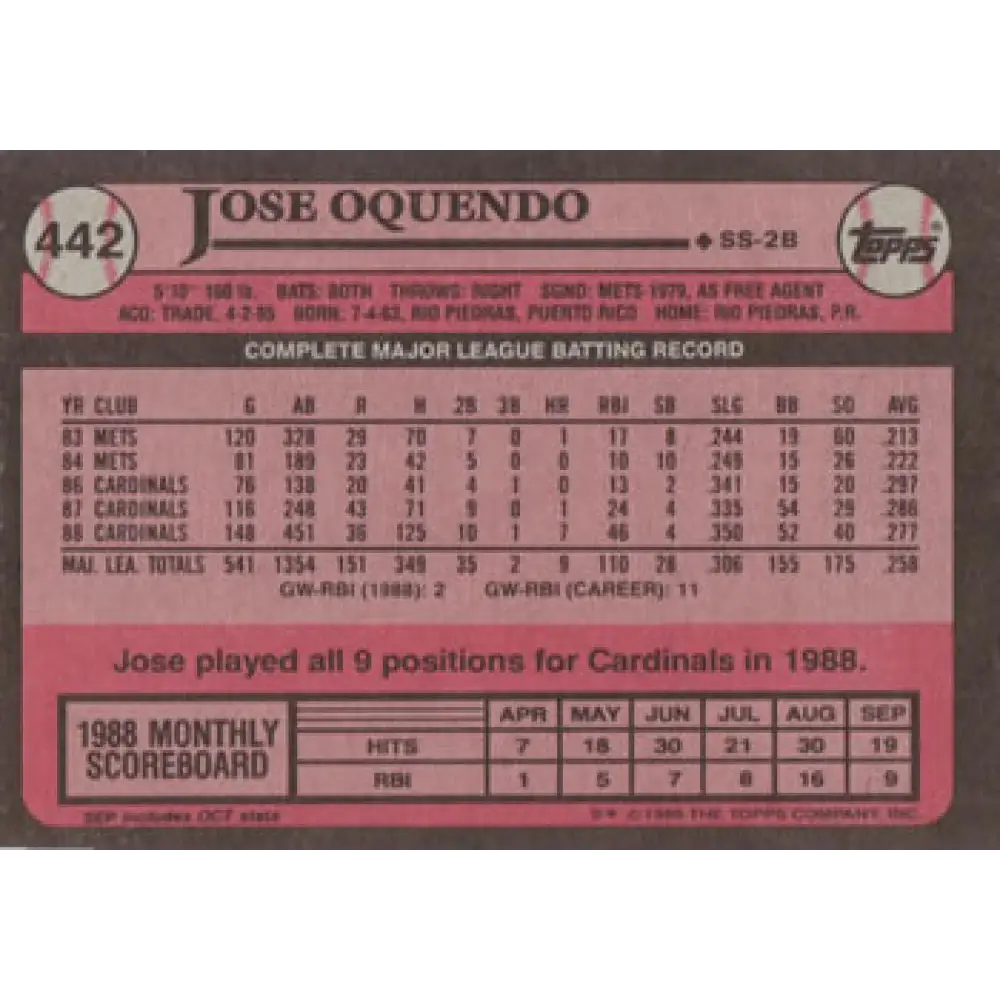 442
JOSE OQUENDO
♦ SS-2B
TOPPS®
5'10" 160 lb. BATS: BOTH THROWS: RIGHT SGND: METS-1979, AS FREE AGENT
ACQ: TRADE, 4-2-85 BORN: 7-4-63, RIO PIEDRAS, PUERTO RICO HOME: RIO PIEDRAS, P.R.
COMPLETE MAJOR LEAGUE BATTING RECORD
YR CLUB G AB R H 2B 3B HR RBI SB SLG BB SO AVG
83 METS 120 328 29 70 7 0 1 17 8 .244 19 60 .213
84 METS 81 189 23 42 5 0 0 10 10 .249 15 26 .222
86 CARDINALS 76 138 20 41 4 1 0 13 2 .341 15 20 .297
87 CARDINALS 116 248 43 71 9 0 1 24 4 .335 54 29 .286
88 CARDINALS 148 451 36 125 10 1 7 46 4 .350 52 40 .277
MAJ. LEA. TOTALS 541 1354 151 349 35 2 9 110 28 .306 155 175 .258
GW-RBI (1988): 2 GW-RBI (CAREER): 11
Jose played all 9 positions for Cardinals in 1988.
1988 MONTHLY
SCOREBOARD
APR MAY JUN JUL AUG SEP
HITS 7 18 30 21 30 19
RBI 1 5 7 8 16 9
SEP includes OCT stats
© THE TOPPS COMPANY, INC.